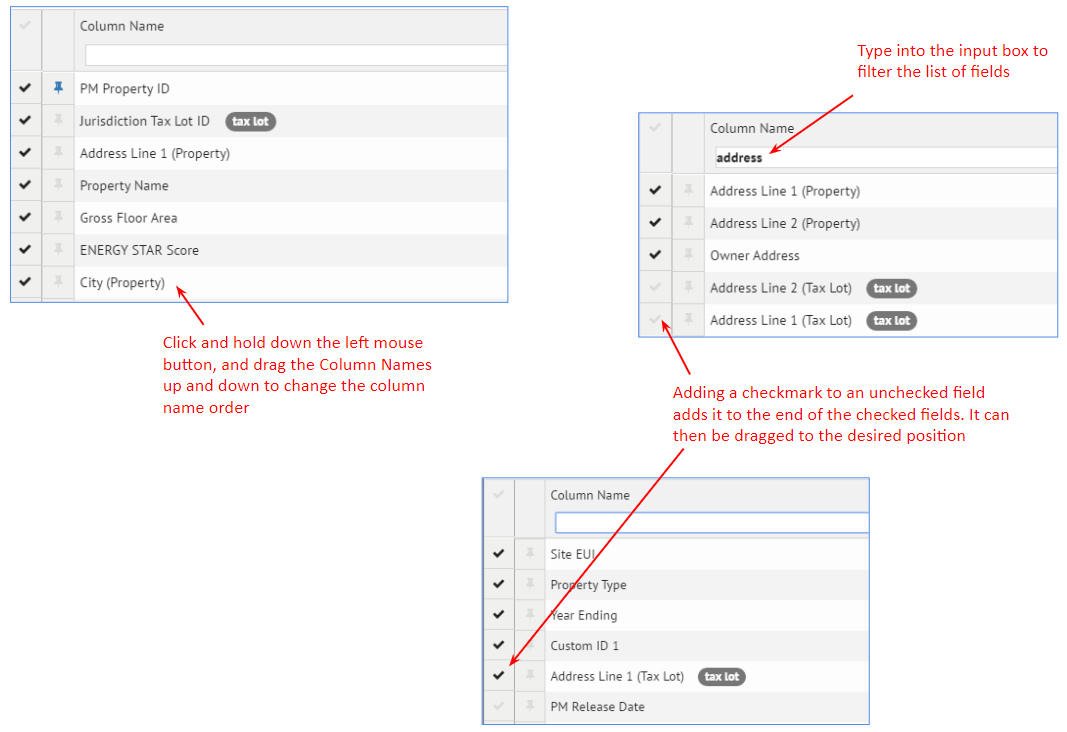 Column Name
PM Property ID
Jurisdiction Tax Lot ID tax lot
Address Line 1 (Property)
Property Name
Gross Floor Area
ENERGY STAR Score
City (Property)
Click and hold down the left mouse
button, and drag the Column Names
up and down to change the column
name order
Type into the input box to
filter the list of fields
Column Name
address
Address Line 1 (Property)
Address Line 2 (Property)
Owner Address
Address Line 2 (Tax Lot) tax lot
Address Line 1 (Tax Lot) tax lot
Adding a checkmark to an unchecked field
adds it to the end of the checked fields. It can
then be dragged to the desired position
Column Name
Site EUI
Property Type
Year Ending
Custom ID 1
Address Line 1 (Tax Lot) tax lot
PM Release Date